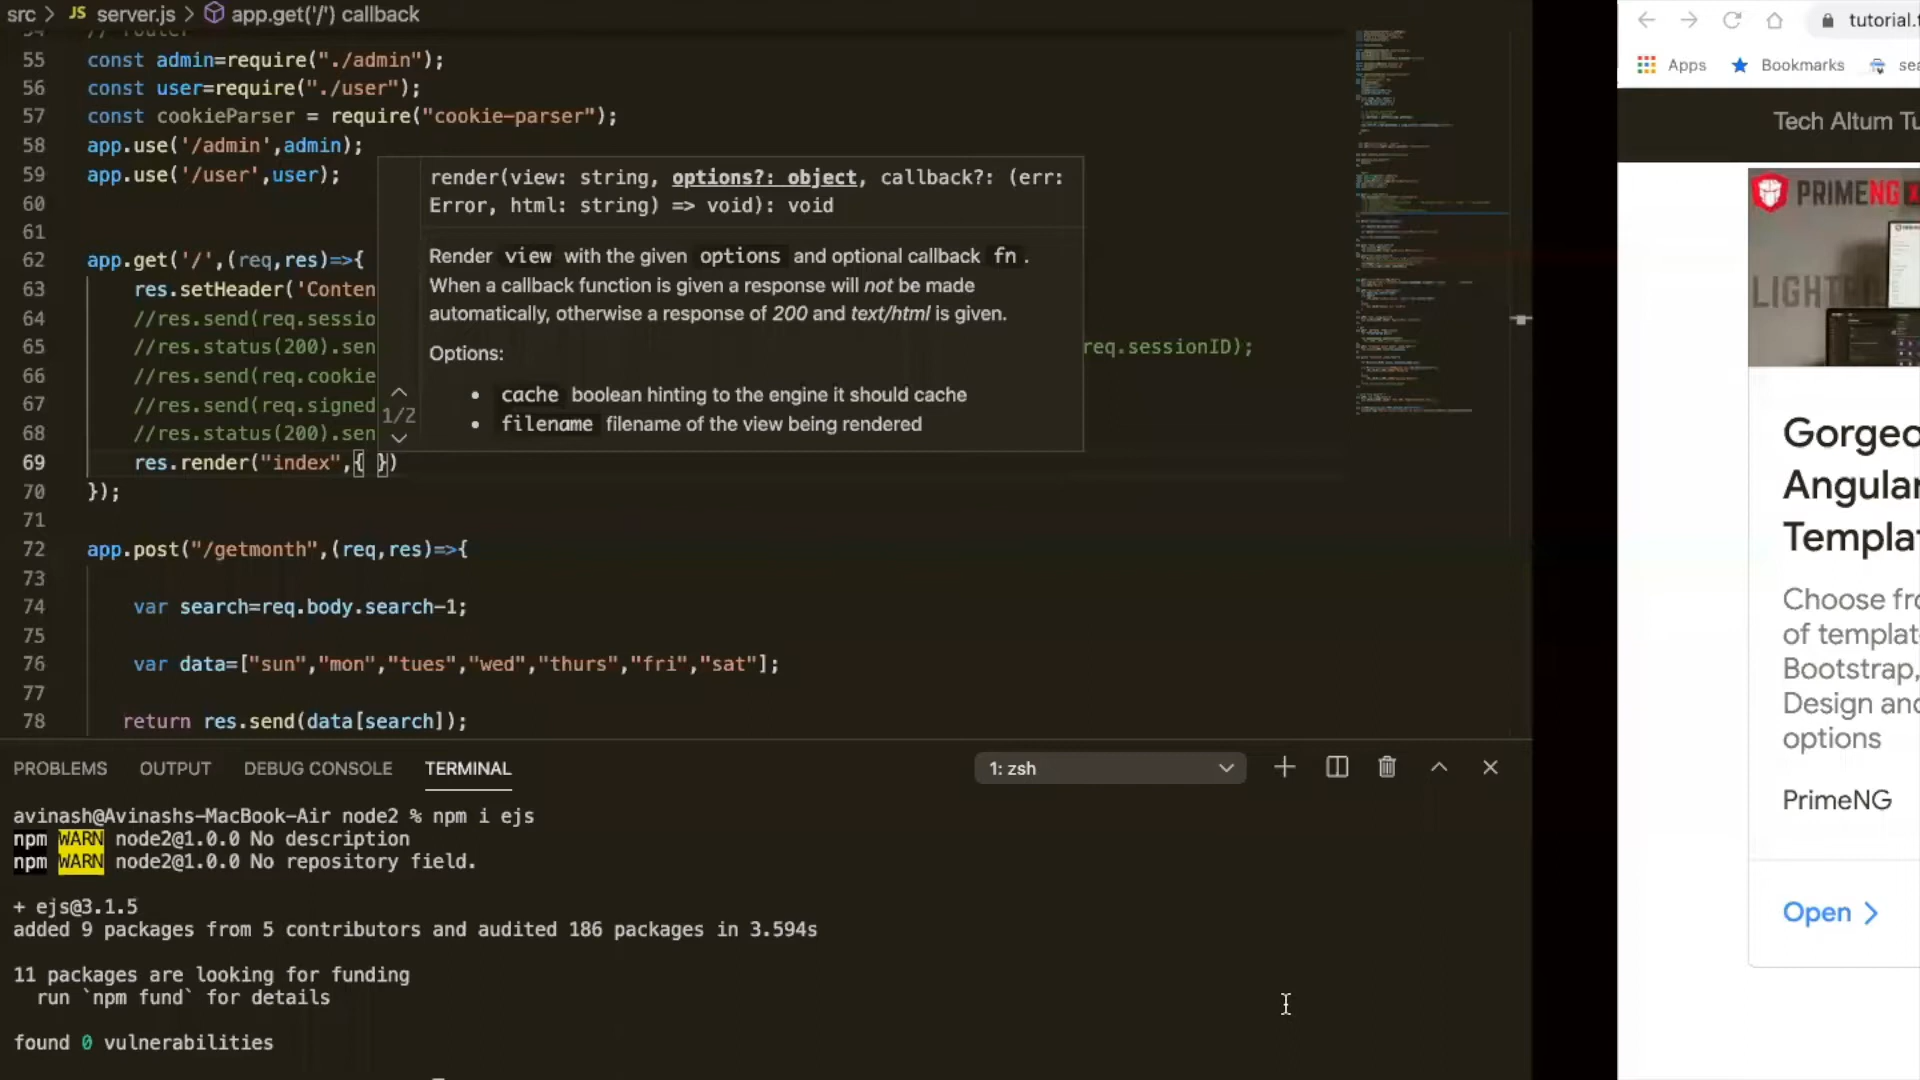 src > JS server.js > app.get('/') callback
54 // router
55 const admin=require("./admin");
56 const user=require("./user");
57 const cookieParser = require("cookie-parser");
58 app.use('/admin',admin);
59 app.use('/user',user);
60
61
62 app.get('/',(req,res)=>{
63 res.setHeader('Conten
64 //res.send(req.sessio
65 //res.status(200).sen req.sessionID);
66 //res.send(req.cookie
67 //res.send(req.signed
68 //res.status(200).sen
69 res.render("index",{ })
70 });
71
72 app.post("/getmonth",(req,res)=>{
73
74 var search=req.body.search-1;
75
76 var data=["sun","mon","tues","wed","thurs","fri","sat"];
77
78 return res.send(data[search]);
render(view: string, options?: object, callback?: (err:
Error, html: string) => void): void
Render view with the given options and optional callback fn .
When a callback function is given a response will not be made
automatically, otherwise a response of 200 and text/html is given.
Options:
• cache boolean hinting to the engine it should cache
• filename filename of the view being rendered
1/2
PROBLEMS OUTPUT DEBUG CONSOLE TERMINAL 1: zsh
avinash@Avinashs-MacBook-Air node2 % npm i ejs
npm WARN node2@1.0.0 No description
npm WARN node2@1.0.0 No repository field.
+ ejs@3.1.5
added 9 packages from 5 contributors and audited 186 packages in 3.594s
11 packages are looking for funding
run `npm fund` for details
found 0 vulnerabilities
tutorial.t
Apps Bookmarks sea
Tech Altum Tu
PRIMENG X
LIGHT
Gorgeo
Angular
Templat
Choose fro
of templat
Bootstrap,
Design and
options
PrimeNG
Open >